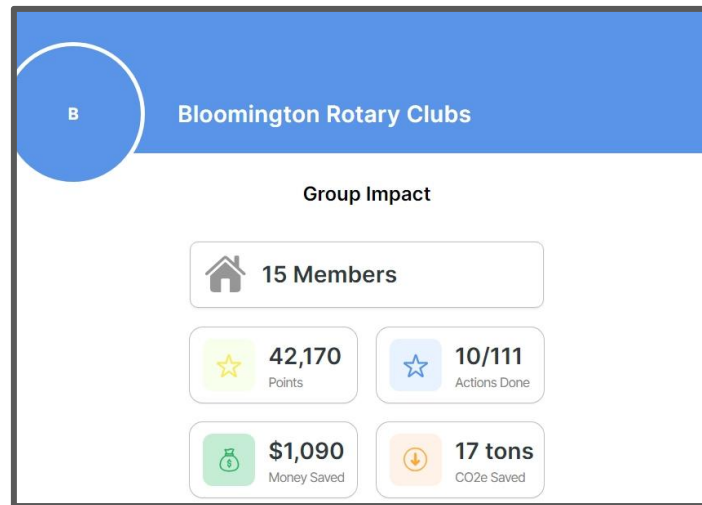 B
Bloomington Rotary Clubs
Group Impact
15 Members
42,170
Points
10/111
Actions Done
$1,090
Money Saved
17 tons
CO2e Saved